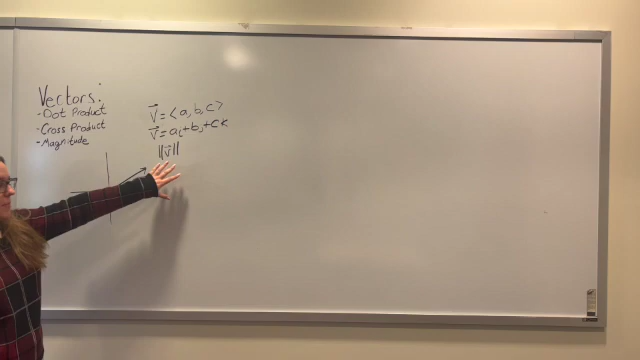 Vectors:
- Dot Product
- Cross Product
- Magnitude
v⃗ = <a, b, c>
v⃗ = ai + bj + ck
||v⃗||